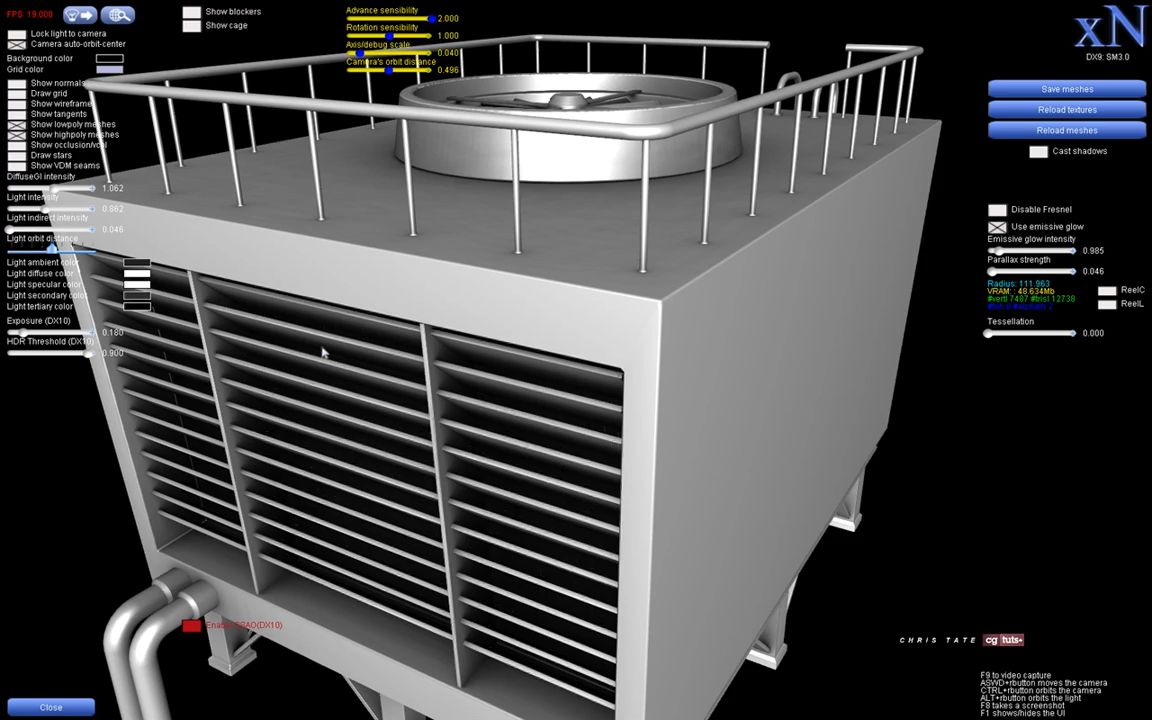 FPS: 19.000
Lock light to camera
Camera auto-orbit-center
Background color
Grid color
Show normals
Draw grid
Show wireframe
Show tangents
Show lowpoly meshes
Show highpoly meshes
Show occlusion/vcol
Draw stars
Show VDM seams
DiffuseGI intensity
1.062
Light intensity
0.862
Light indirect intensity
0.046
Light orbit distance
Light ambient color
Light diffuse color
Light specular color
Light secondary color
Light tertiary color
Exposure (DX10)
0.180
HDR Threshold (DX10)
0.900
Close
Show blockers
Show cage
Advance sensibility
2.000
Rotation sensibility
1.000
Axis/debug scale
0.040
Camera's orbit distance
0.496
Enable SSAO(DX10)
xN
DX9: SM3.0
Save meshes
Reload textures
Reload meshes
Cast shadows
Disable Fresnel
Use emissive glow
Emissive glow intensity
0.985
Parallax strength
0.046
Radius: 111.963
VRAM: : 48.634Mb
#vertl 7487 #trisl 12738
ReelC
ReelL
Tessellation
0.000
CHRIS TATE cg tuts+
F9 to video capture
ASWD+rbutton moves the camera
CTRL+rbutton orbits the camera
ALT+rbutton orbits the light
F8 takes a screenshot
F1 shows/hides the UI